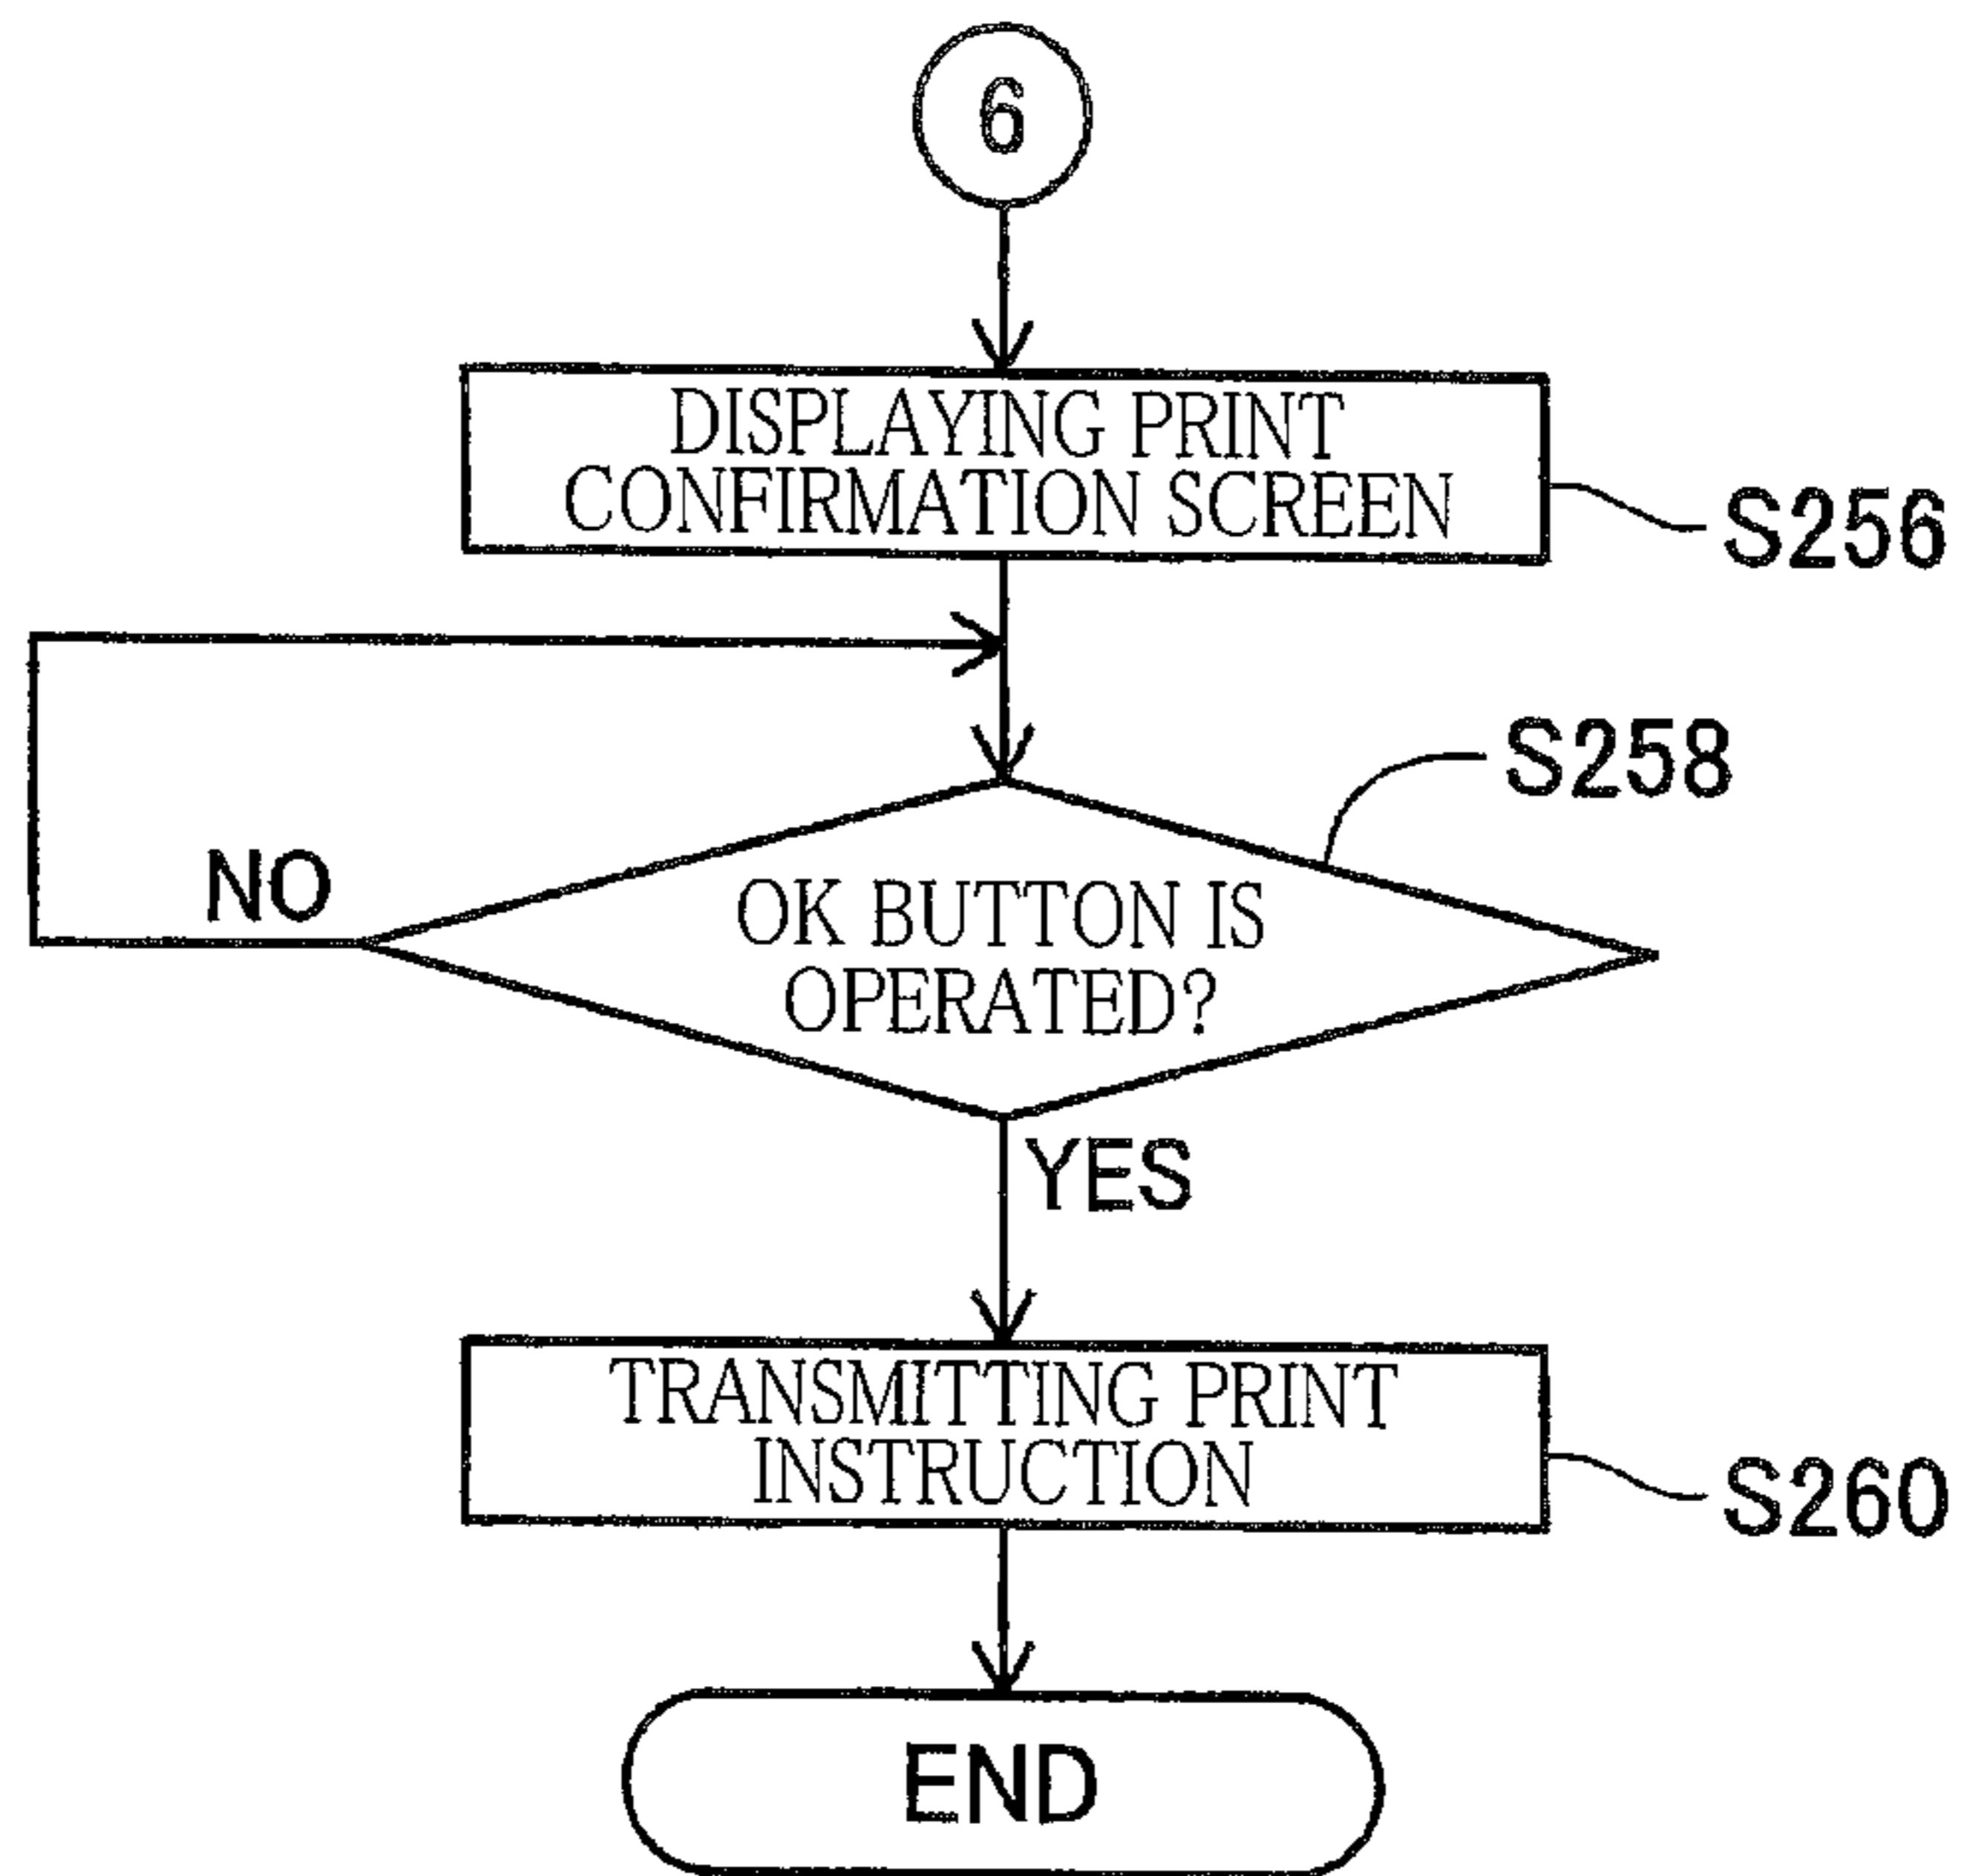 6
DISPLAYING PRINT
CONFIRMATION SCREEN
S256
S258
NO
OK BUTTON IS
OPERATED?
YES
TRANSMITTING PRINT
INSTRUCTION
S260
END